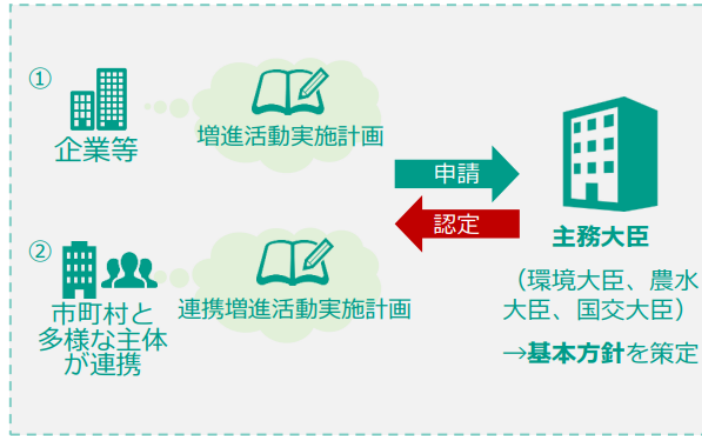 ①
企業等
増進活動実施計画
申請
認定
②
市町村と
多様な主体
が連携
連携増進活動実施計画
主務大臣
（環境大臣、農水
大臣、国交大臣）
→基本方針を策定